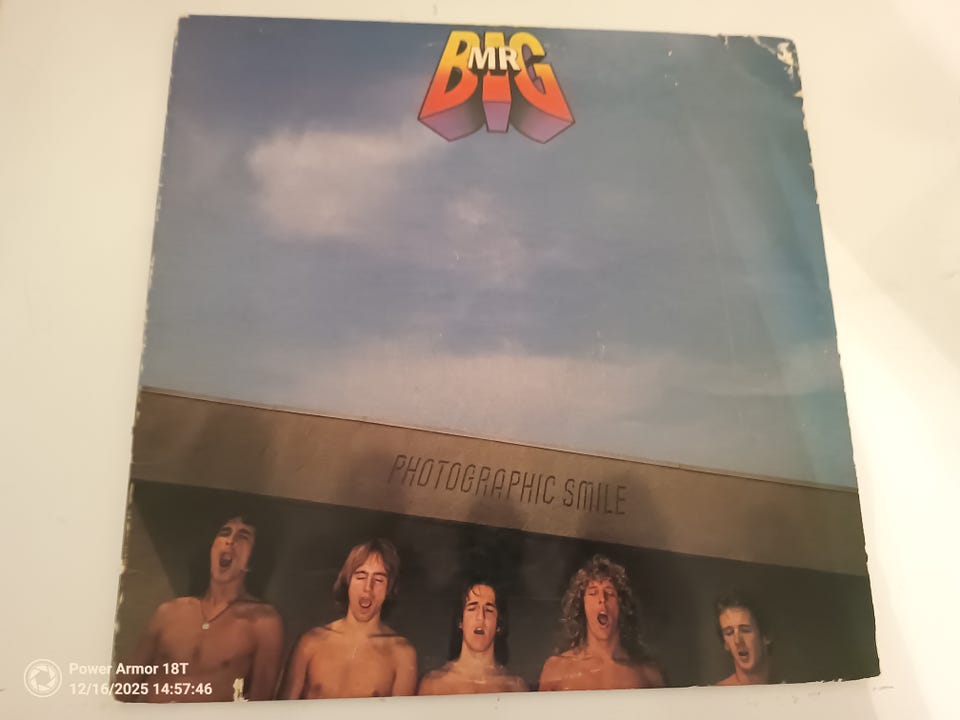 MR
BIG
PHOTOGRAPHIC SMILE
Power Armor 18T
12/16/2025 14:57:46